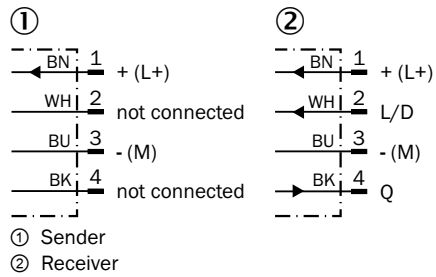 ① ②
BN 1 + (L+)
WH 2 not connected
BU 3 - (M)
BK 4 not connected
BN 1 + (L+)
WH 2 L/D
BU 3 - (M)
BK 4 Q
① Sender
② Receiver